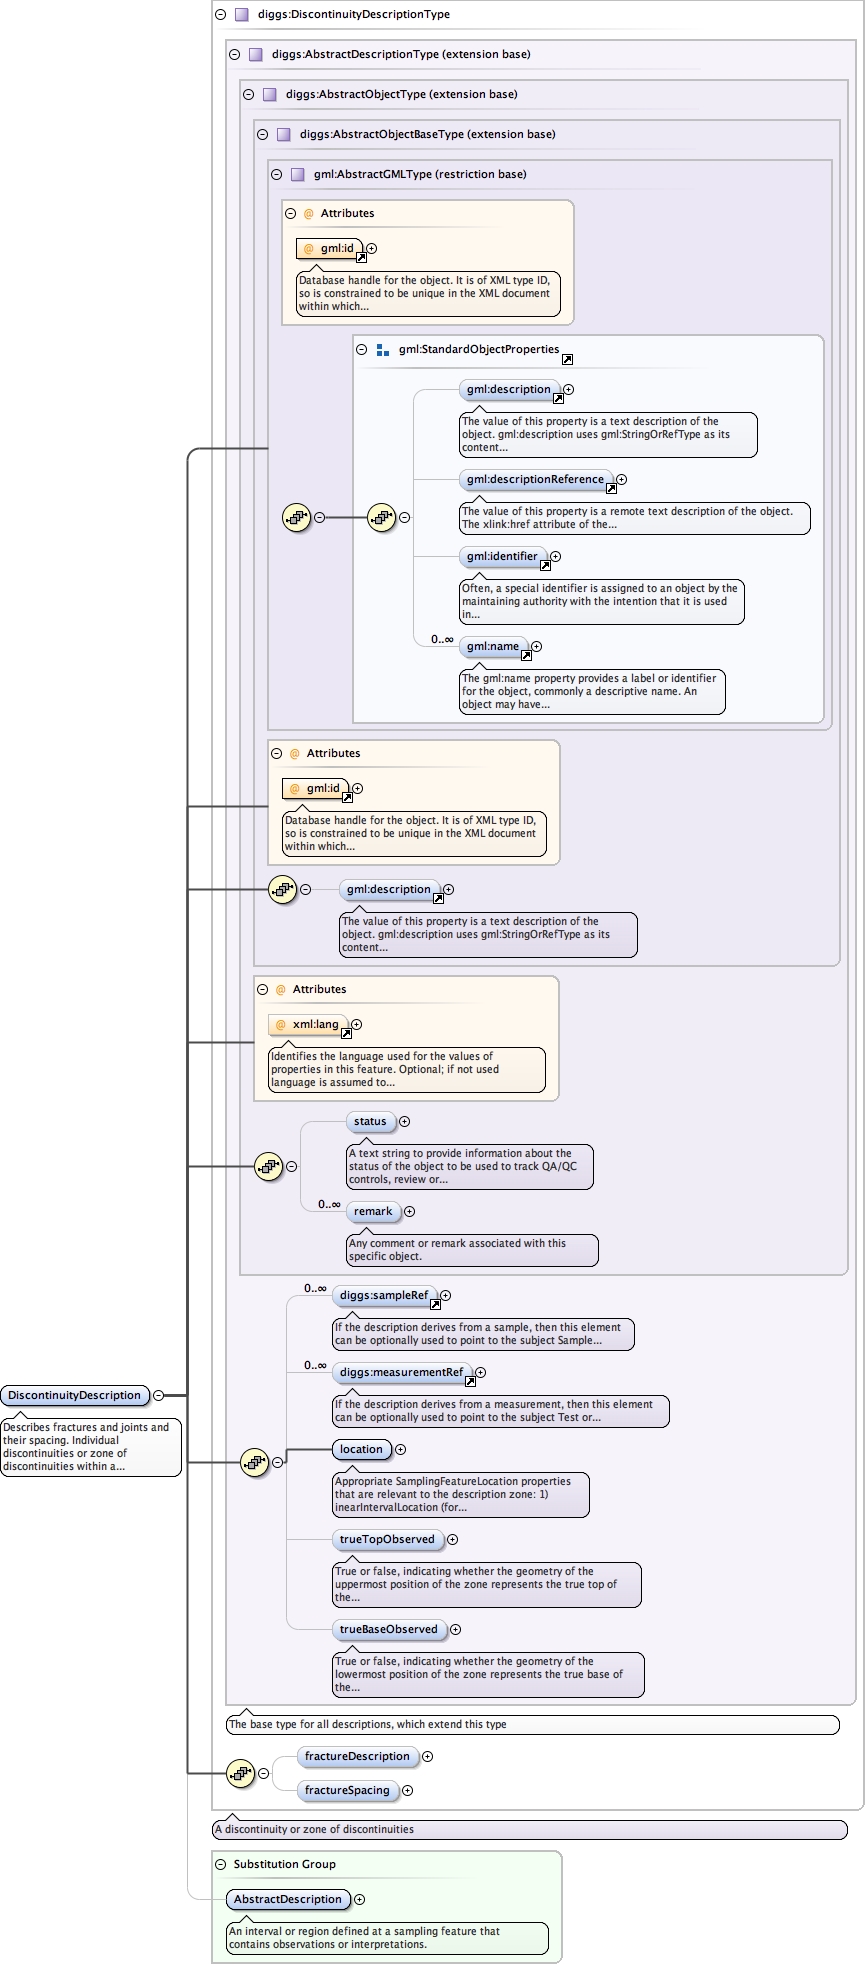 diggs:DiscontinuityDescriptionType
diggs:AbstractDescriptionType (extension base)
diggs:AbstractObjectType (extension base)
diggs:AbstractObjectBaseType (extension base)
gml:AbstractGMLType (restriction base)
@ Attributes
@ gml:id
Database handle for the object. It is of XML type ID,
so is constrained to be unique in the XML document
within which...
gml:StandardObjectProperties
gml:description
The value of this property is a text description of the
object. gml:description uses gml:StringOrRefType as its
content...
gml:descriptionReference
The value of this property is a remote text description of the object.
The xlink:href attribute of the...
gml:identifier
Often, a special identifier is assigned to an object by the
maintaining authority with the intention that it is used
in...
0..∞
gml:name
The gml:name property provides a label or identifier
for the object, commonly a descriptive name. An
object may have...
@ Attributes
@ gml:id
Database handle for the object. It is of XML type ID,
so is constrained to be unique in the XML document
within which...
gml:description
The value of this property is a text description of the
object. gml:description uses gml:StringOrRefType as its
content...
@ Attributes
@ xml:lang
Identifies the language used for the values of
properties in this feature. Optional; if not used
language is assumed to...
status
A text string to provide information about the
status of the object to be used to track QA/QC
controls, review or...
0..∞
remark
Any comment or remark associated with this
specific object.
0..∞
diggs:sampleRef
If the description derives from a sample, then this element
can be optionally used to point to the subject Sample...
0..∞
diggs:measurementRef
If the description derives from a measurement, then this element
can be optionally used to point to the subject Test or...
DiscontinuityDescription
Describes fractures and joints and
their spacing. Individual
discontinuities or zone of
discontinuities within a...
location
Appropriate SamplingFeatureLocation properties
that are relevant to the description zone: 1)
inearIntervalLocation (for...
trueTopObserved
True or false, indicating whether the geometry of the
uppermost position of the zone represents the true top of
the...
trueBaseObserved
True or false, indicating whether the geometry of the
lowermost position of the zone represents the true base of
the...
The base type for all descriptions, which extend this type
fractureDescription
fractureSpacing
A discontinuity or zone of discontinuities
Substitution Group
AbstractDescription
An interval or region defined at a sampling feature that
contains observations or interpretations.